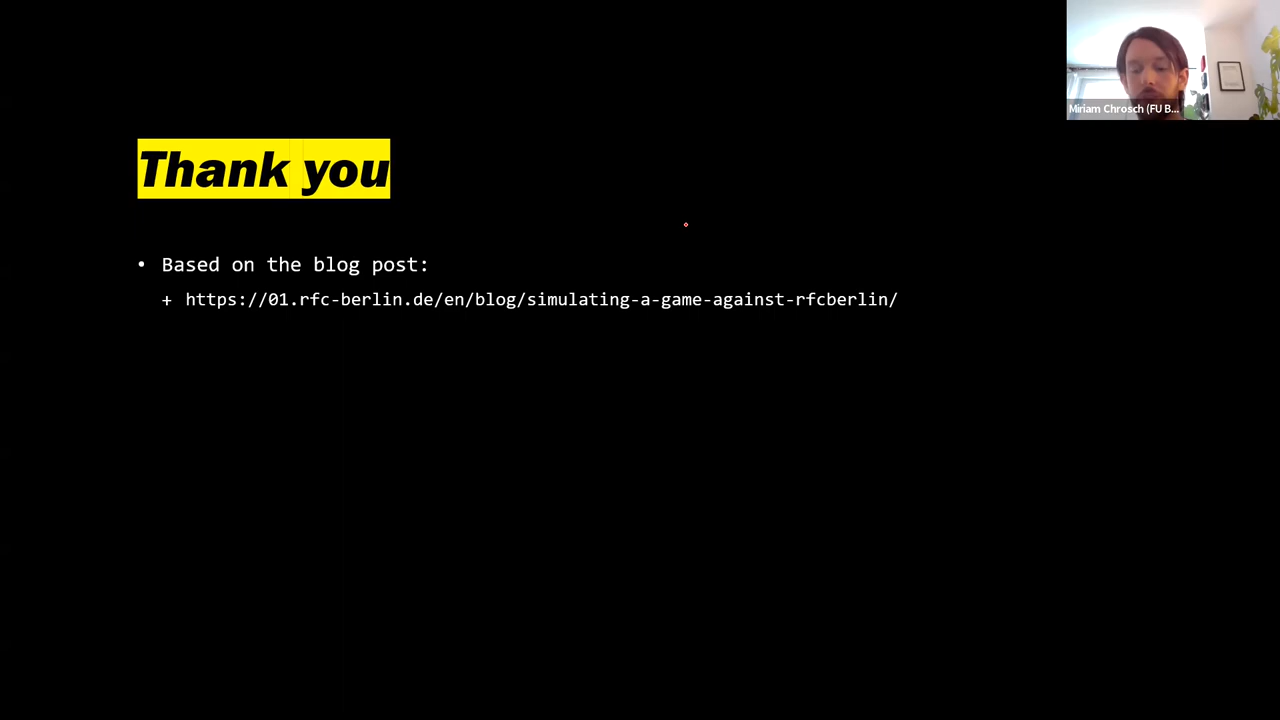 Miriam Chrosch (FU B...
Thank you
• Based on the blog post:
+ https://01.rfc-berlin.de/en/blog/simulating-a-game-against-rfcberlin/